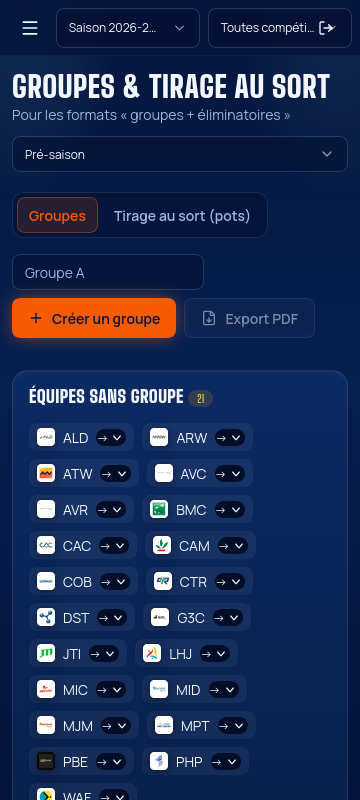 Saison 2026-2...
Toutes compéti...
GROUPES & TIRAGE AU SORT
Pour les formats « groupes + éliminatoires »
Pré-saison
Groupes
Tirage au sort (pots)
Groupe A
+ Créer un groupe
Export PDF
ÉQUIPES SANS GROUPE 21
ALD →
ARW →
ATW →
AVC →
AVR →
BMC →
CAC →
CAM →
COB →
CTR →
DST →
G3C →
JTI →
LHJ →
MIC →
MID →
MJM →
MPT →
PBE →
PHP →
WAF